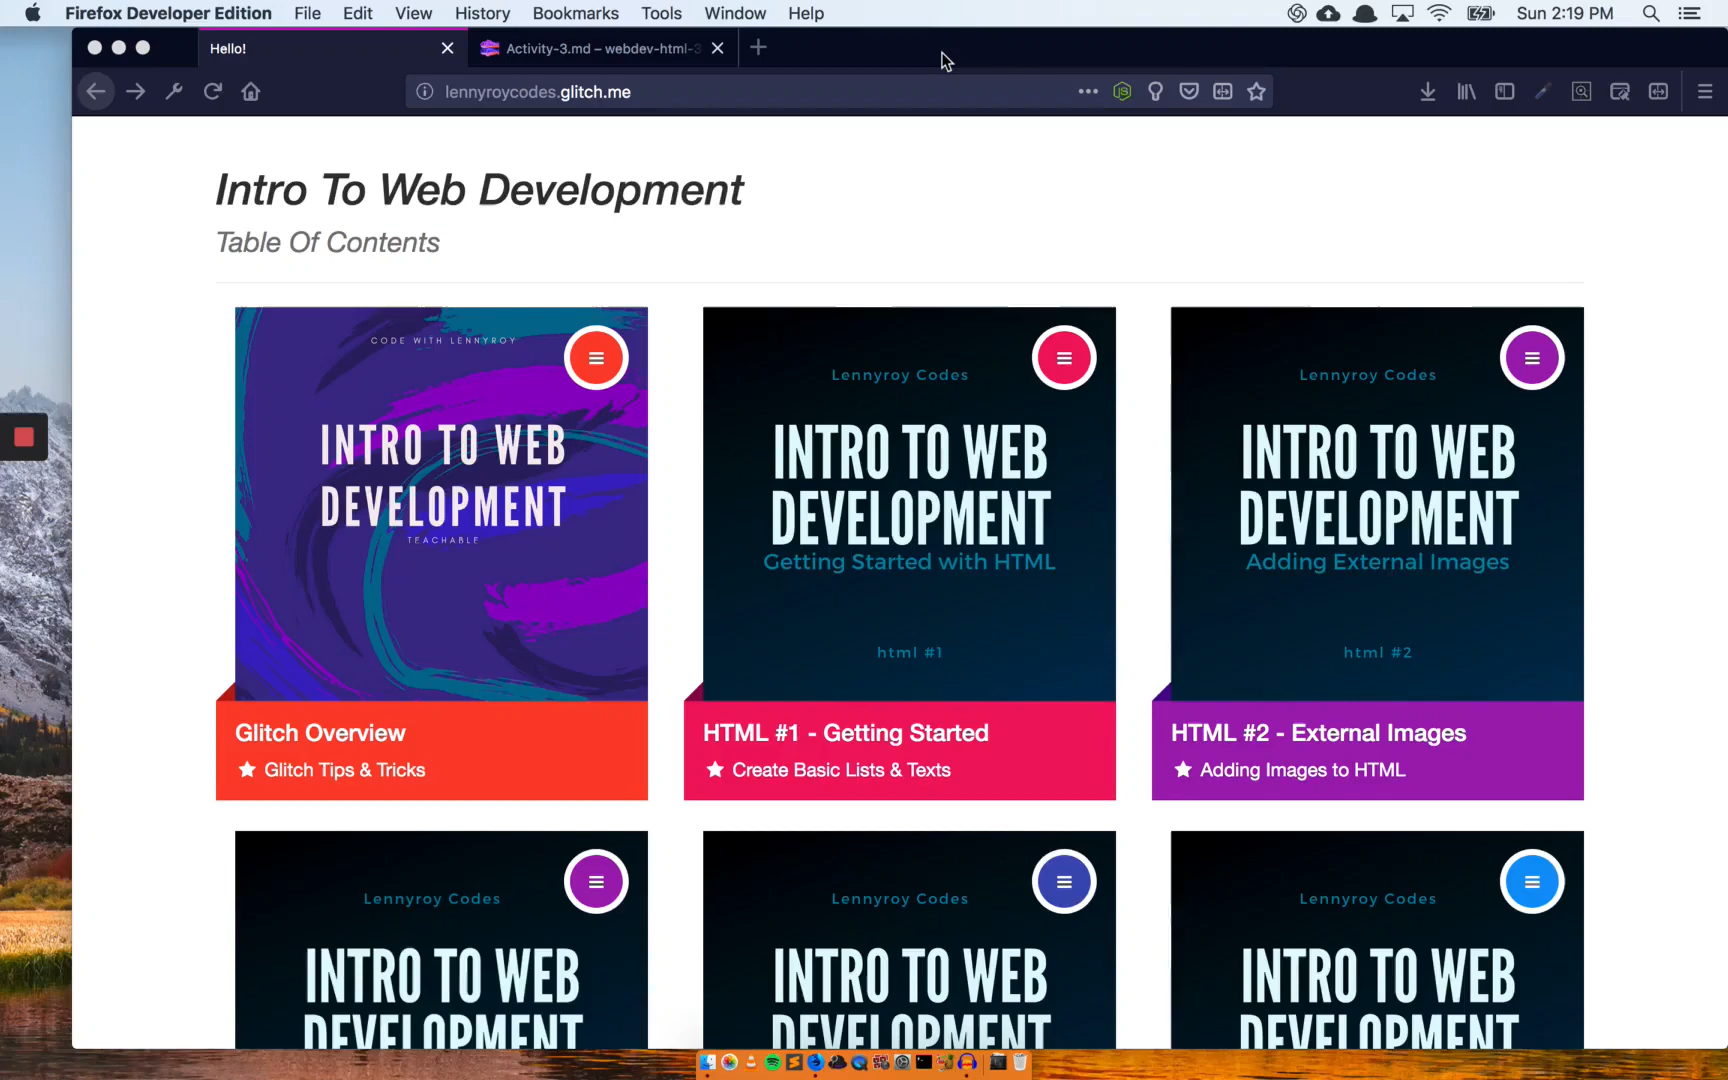 Firefox Developer Edition File Edit View History Bookmarks Tools Window Help Sun 2:19 PM
Hello! Activity-3.md – webdev-html-3
lennyroycodes.glitch.me
Intro To Web Development
Table Of Contents
CODE WITH LENNYROY
INTRO TO WEB
DEVELOPMENT
TEACHABLE
Glitch Overview
Glitch Tips & Tricks
Lennyroy Codes
INTRO TO WEB
DEVELOPMENT
Getting Started with HTML
html #1
HTML #1 - Getting Started
Create Basic Lists & Texts
Lennyroy Codes
INTRO TO WEB
DEVELOPMENT
Adding External Images
html #2
HTML #2 - External Images
Adding Images to HTML
Lennyroy Codes
INTRO TO WEB
DEVELOPMENT
Lennyroy Codes
INTRO TO WEB
DEVELOPMENT
Lennyroy Codes
INTRO TO WEB
DEVELOPMENT